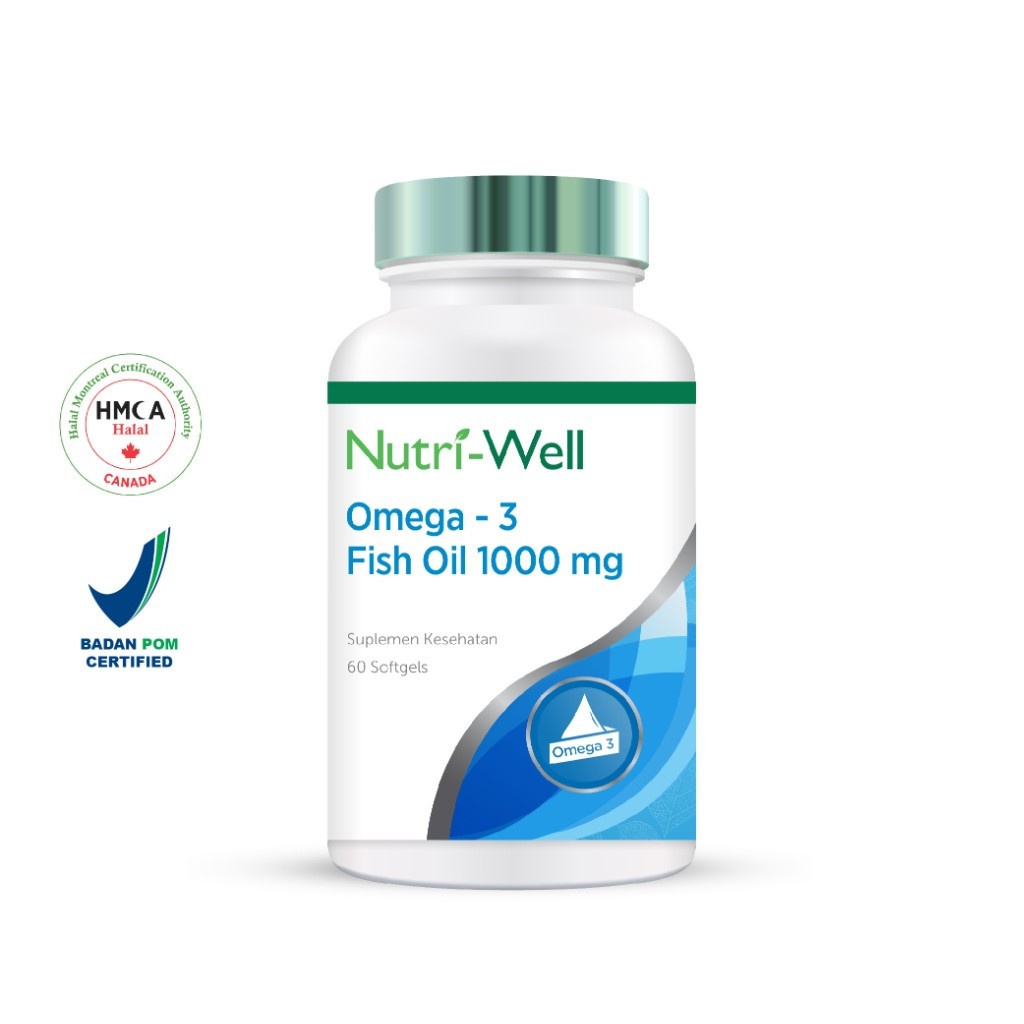 Halal Montreal Certification Authority
HMCA
Halal
CANADA
BADAN POM
CERTIFIED
Nutri-Well
Omega - 3
Fish Oil 1000 mg
Suplemen Kesehatan
60 Softgels
Omega 3